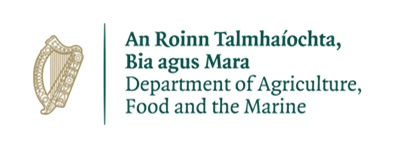 An Roinn Talmhaíochta,
Bia agus Mara
Department of Agriculture,
Food and the Marine